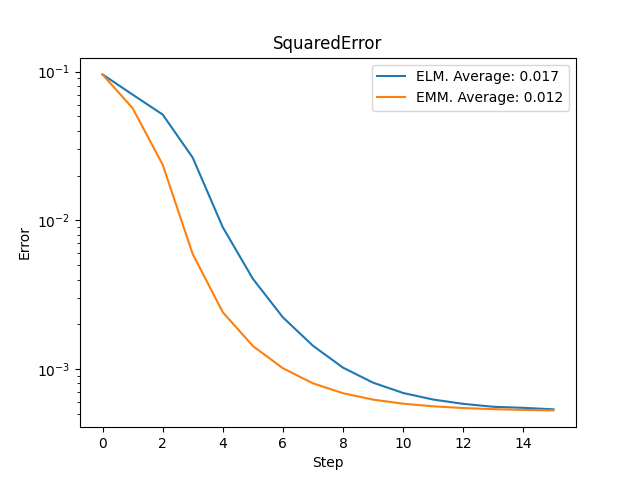 SquaredError
ELM. Average: 0.017
EMM. Average: 0.012
10⁻¹
10⁻²
10⁻³
Error
0 2 4 6 8 10 12 14
Step